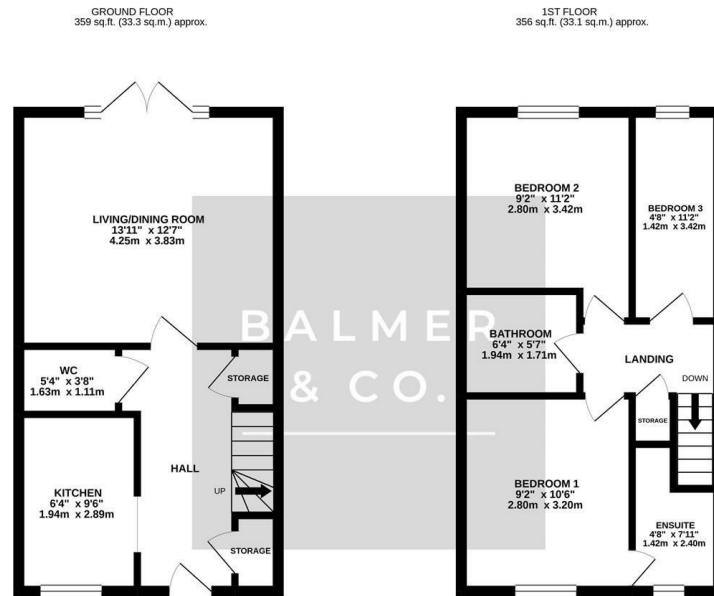 GROUND FLOOR
359 sq.ft. (33.3 sq.m.) approx.
1ST FLOOR
356 sq.ft. (33.1 sq.m.) approx.
LIVING/DINING ROOM
13'11" x 12'7"
4.25m x 3.83m
WC
5'4" x 3'8"
1.63m x 1.11m
STORAGE
HALL
KITCHEN
6'4" x 9'6"
1.94m x 2.89m
UP
STORAGE
BEDROOM 2
9'2" x 11'2"
2.80m x 3.42m
BEDROOM 3
4'8" x 11'2"
1.42m x 3.42m
BATHROOM
6'4" x 5'7"
1.94m x 1.71m
LANDING
DOWN
STORAGE
BEDROOM 1
9'2" x 10'6"
2.80m x 3.20m
ENSUITE
4'8" x 7'11"
1.42m x 2.40m
BALMER
& CO.